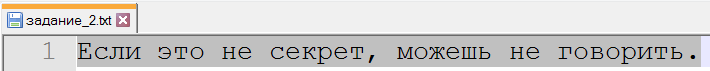 задание_2.txt
1 Если это не секрет, можешь не говорить.